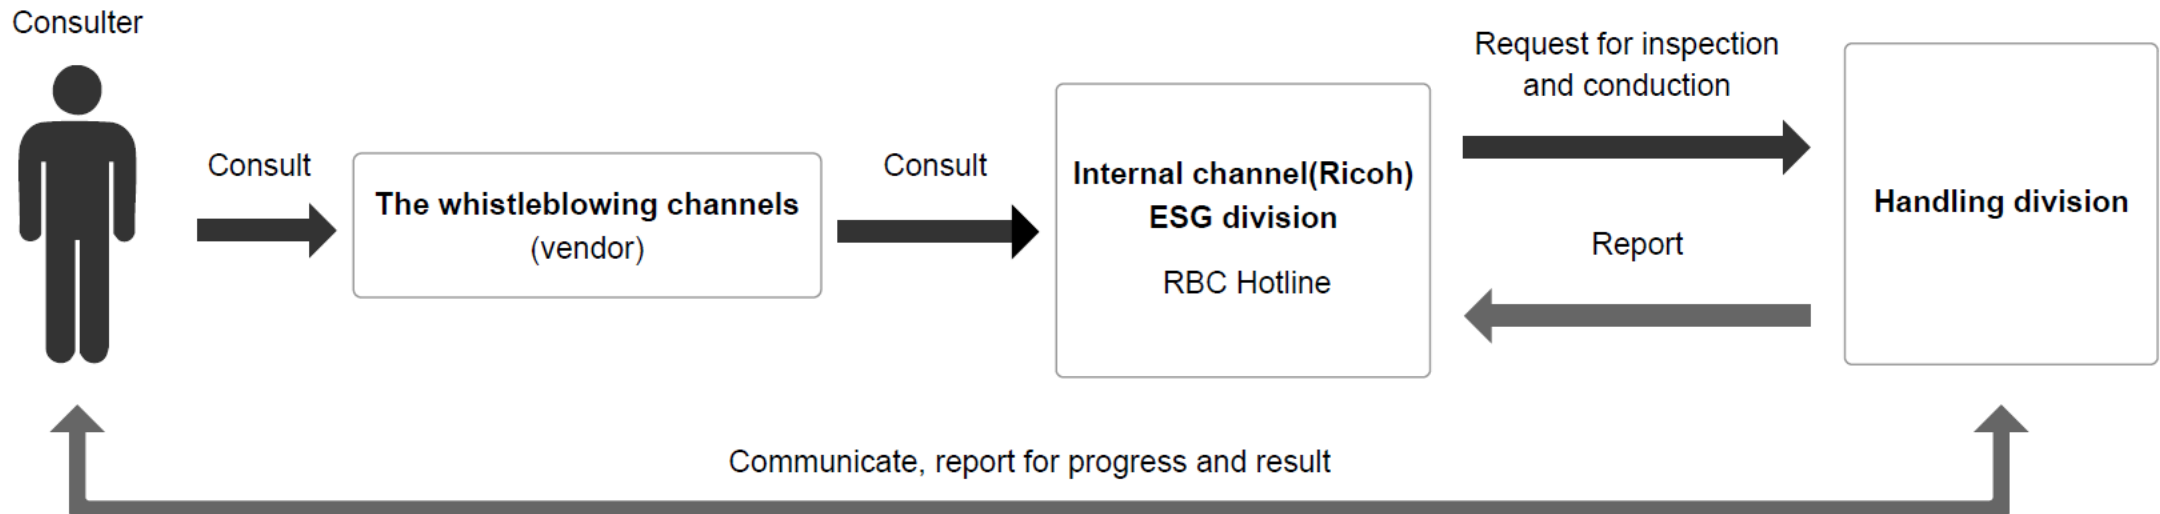 Consulter
Consult
The whistleblowing channels
(vendor)
Consult
Internal channel(Ricoh)
ESG division
RBC Hotline
Request for inspection
and conduction
Report
Handling division
Communicate, report for progress and result